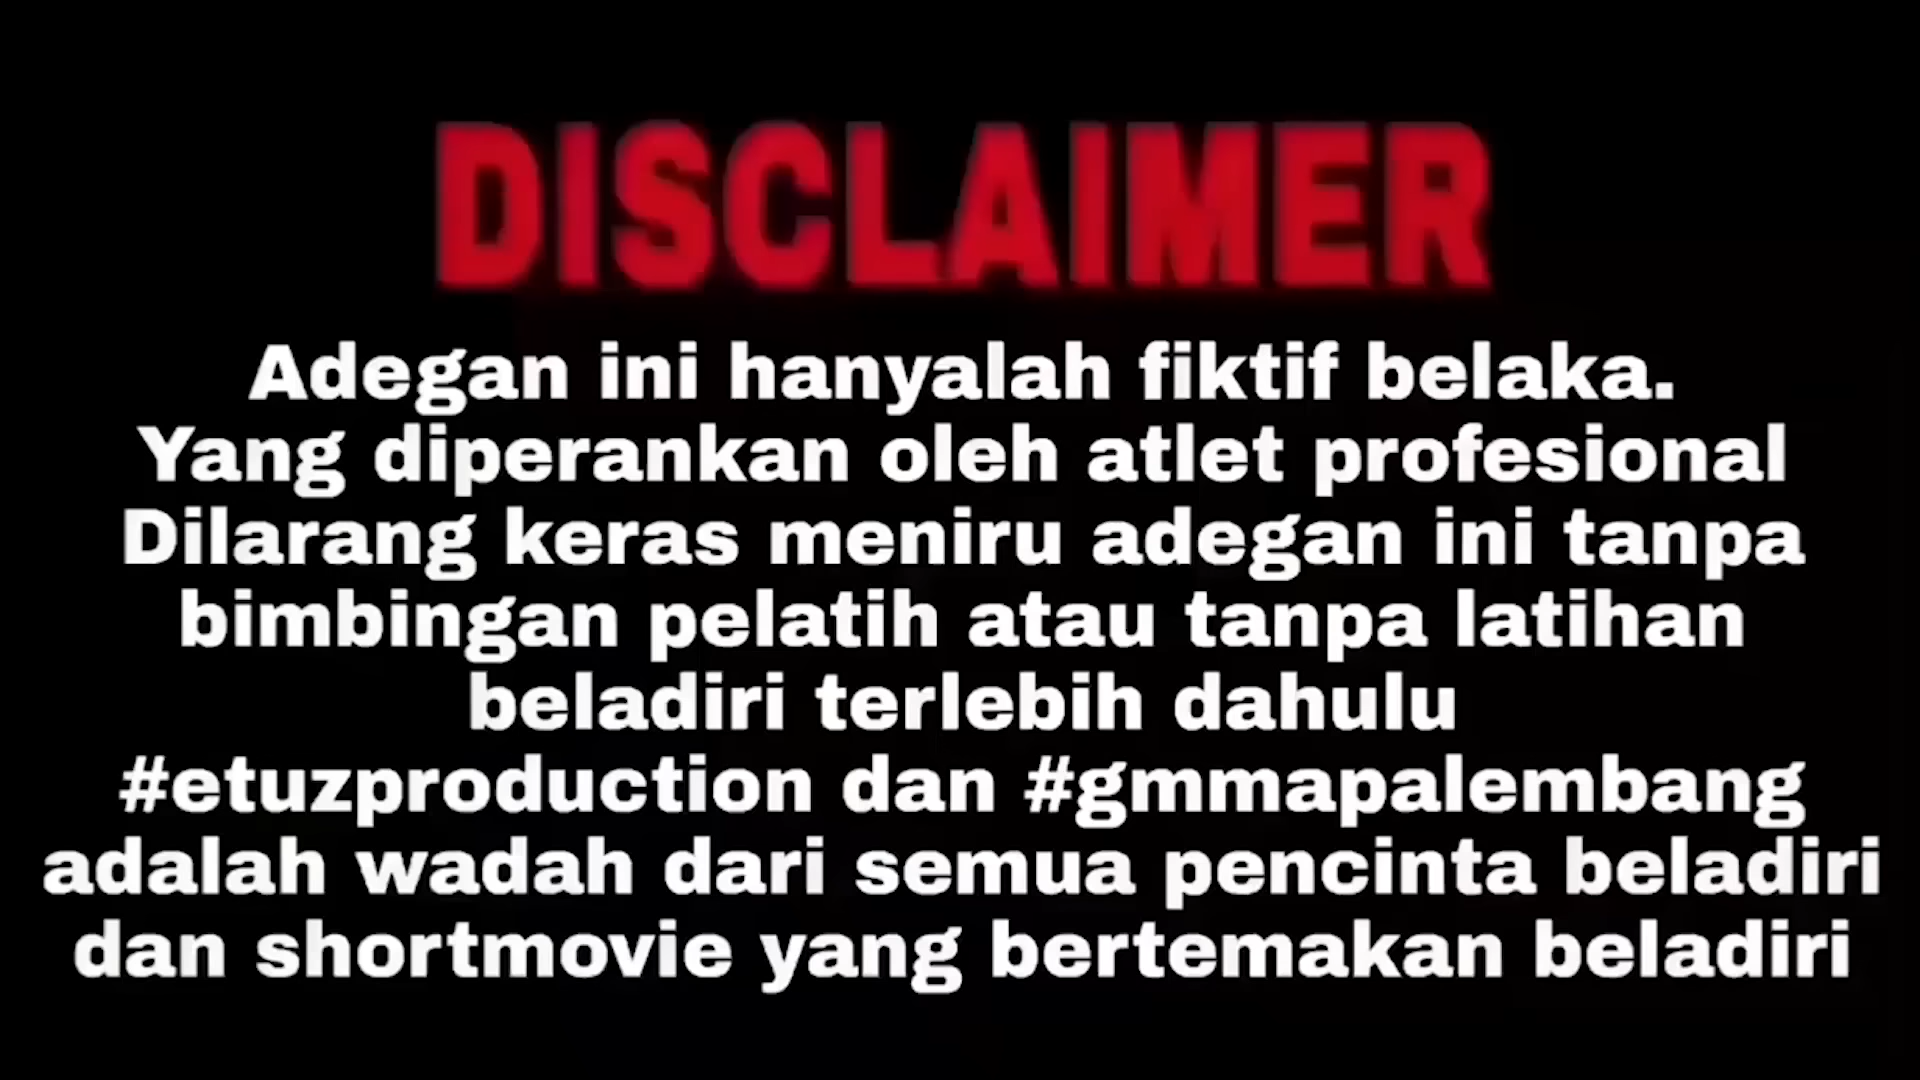 DISCLAIMER
Adegan ini hanyalah fiktif belaka.
Yang diperankan oleh atlet profesional
Dilarang keras meniru adegan ini tanpa
bimbingan pelatih atau tanpa latihan
beladiri terlebih dahulu
#etuzproduction dan #gmmapalembang
adalah wadah dari semua pencinta beladiri
dan shortmovie yang bertemakan beladiri